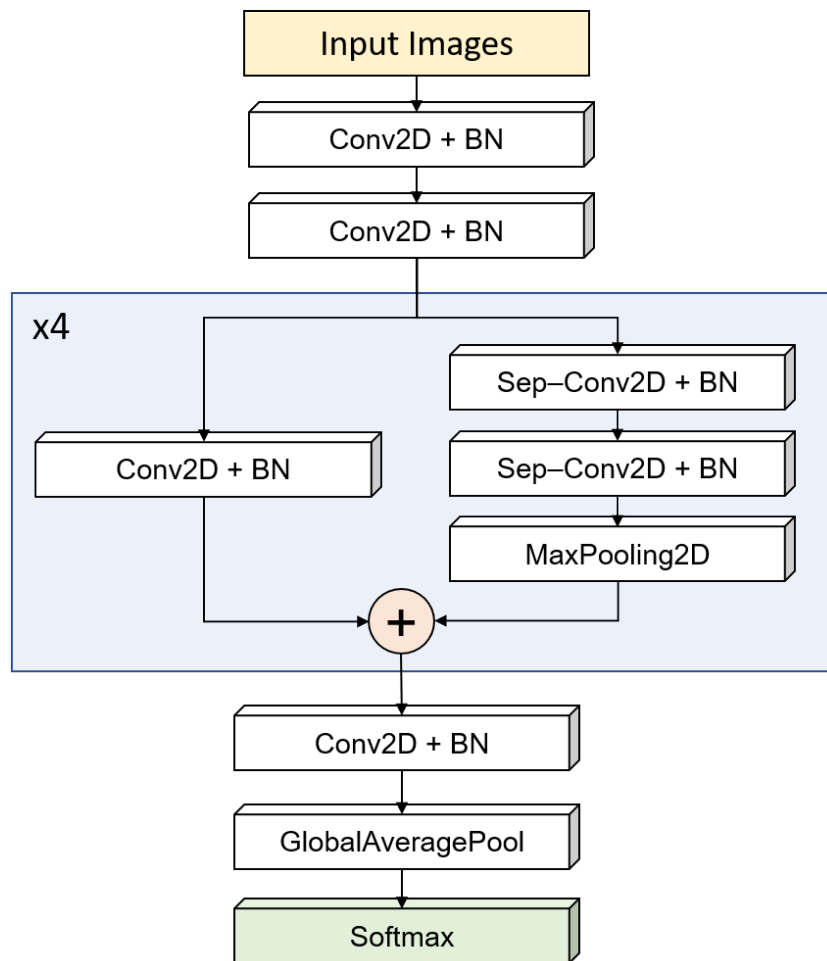 Input Images
Conv2D + BN
Conv2D + BN
x4
Sep–Conv2D + BN
Conv2D + BN
Sep–Conv2D + BN
MaxPooling2D
+
Conv2D + BN
GlobalAveragePool
Softmax